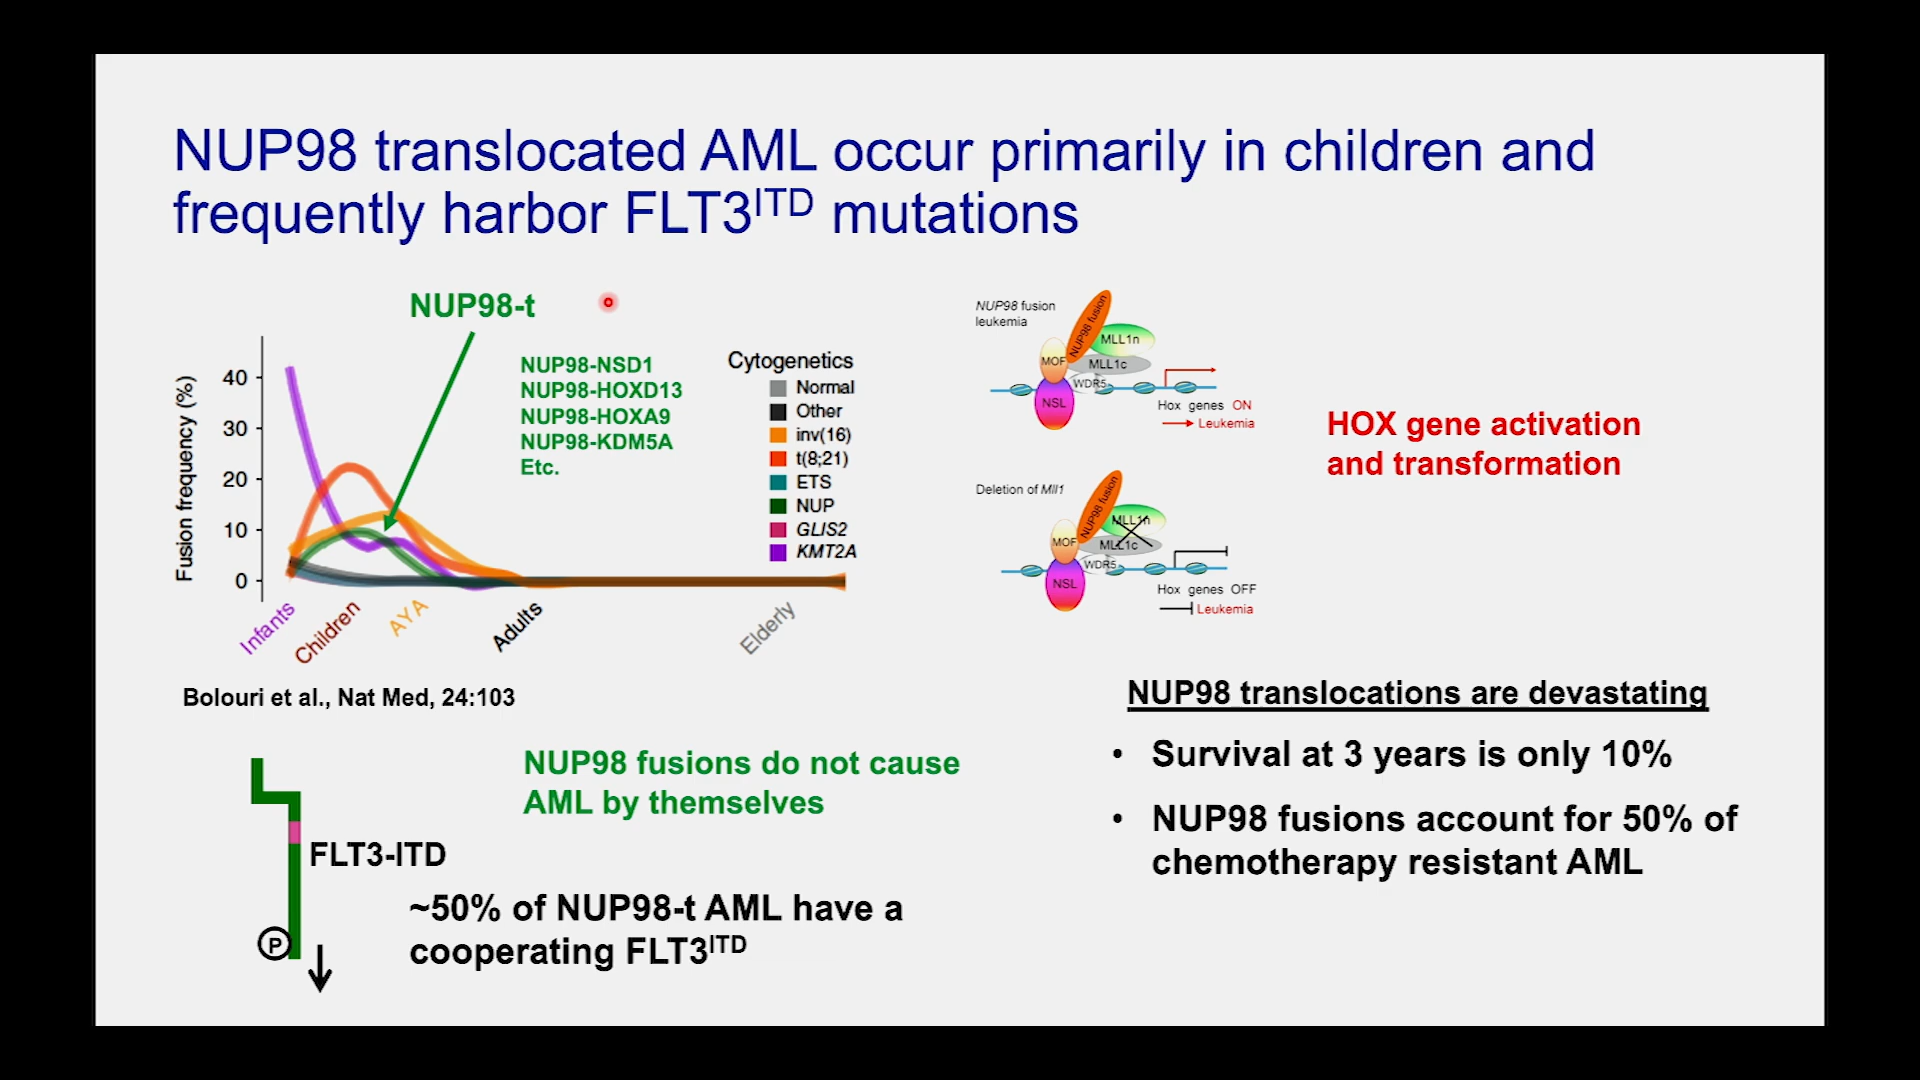 NUP98 translocated AML occur primarily in children and
frequently harbor FLT3ITD mutations
NUP98-t
NUP98-NSD1
NUP98-HOXD13
NUP98-HOXA9
NUP98-KDM5A
Etc.
Cytogenetics
Normal
Other
inv(16)
t(8;21)
ETS
NUP
GLIS2
KMT2A
Fusion frequency (%)
40
30
20
10
0
Infants
Children
AYA
Adults
Elderly
Bolouri et al., Nat Med, 24:103
NUP98 fusion
leukemia
NUP98 fusion
MOF
MLL1n
MLL1c
WDR5
NSL
Hox genes ON
Leukemia
Deletion of Mll1
NUP98 fusion
MOF
MLL1n
MLL1c
WDR5
NSL
Hox genes OFF
Leukemia
HOX gene activation
and transformation
NUP98 fusions do not cause
AML by themselves
FLT3-ITD
P
~50% of NUP98-t AML have a
cooperating FLT3ITD
NUP98 translocations are devastating
• Survival at 3 years is only 10%
• NUP98 fusions account for 50% of
chemotherapy resistant AML